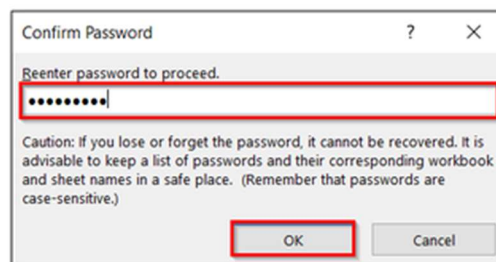 Confirm Password ? ×
Reenter password to proceed.
•••••••••
Caution: If you lose or forget the password, it cannot be recovered. It is
advisable to keep a list of passwords and their corresponding workbook
and sheet names in a safe place. (Remember that passwords are
case-sensitive.)
OK Cancel